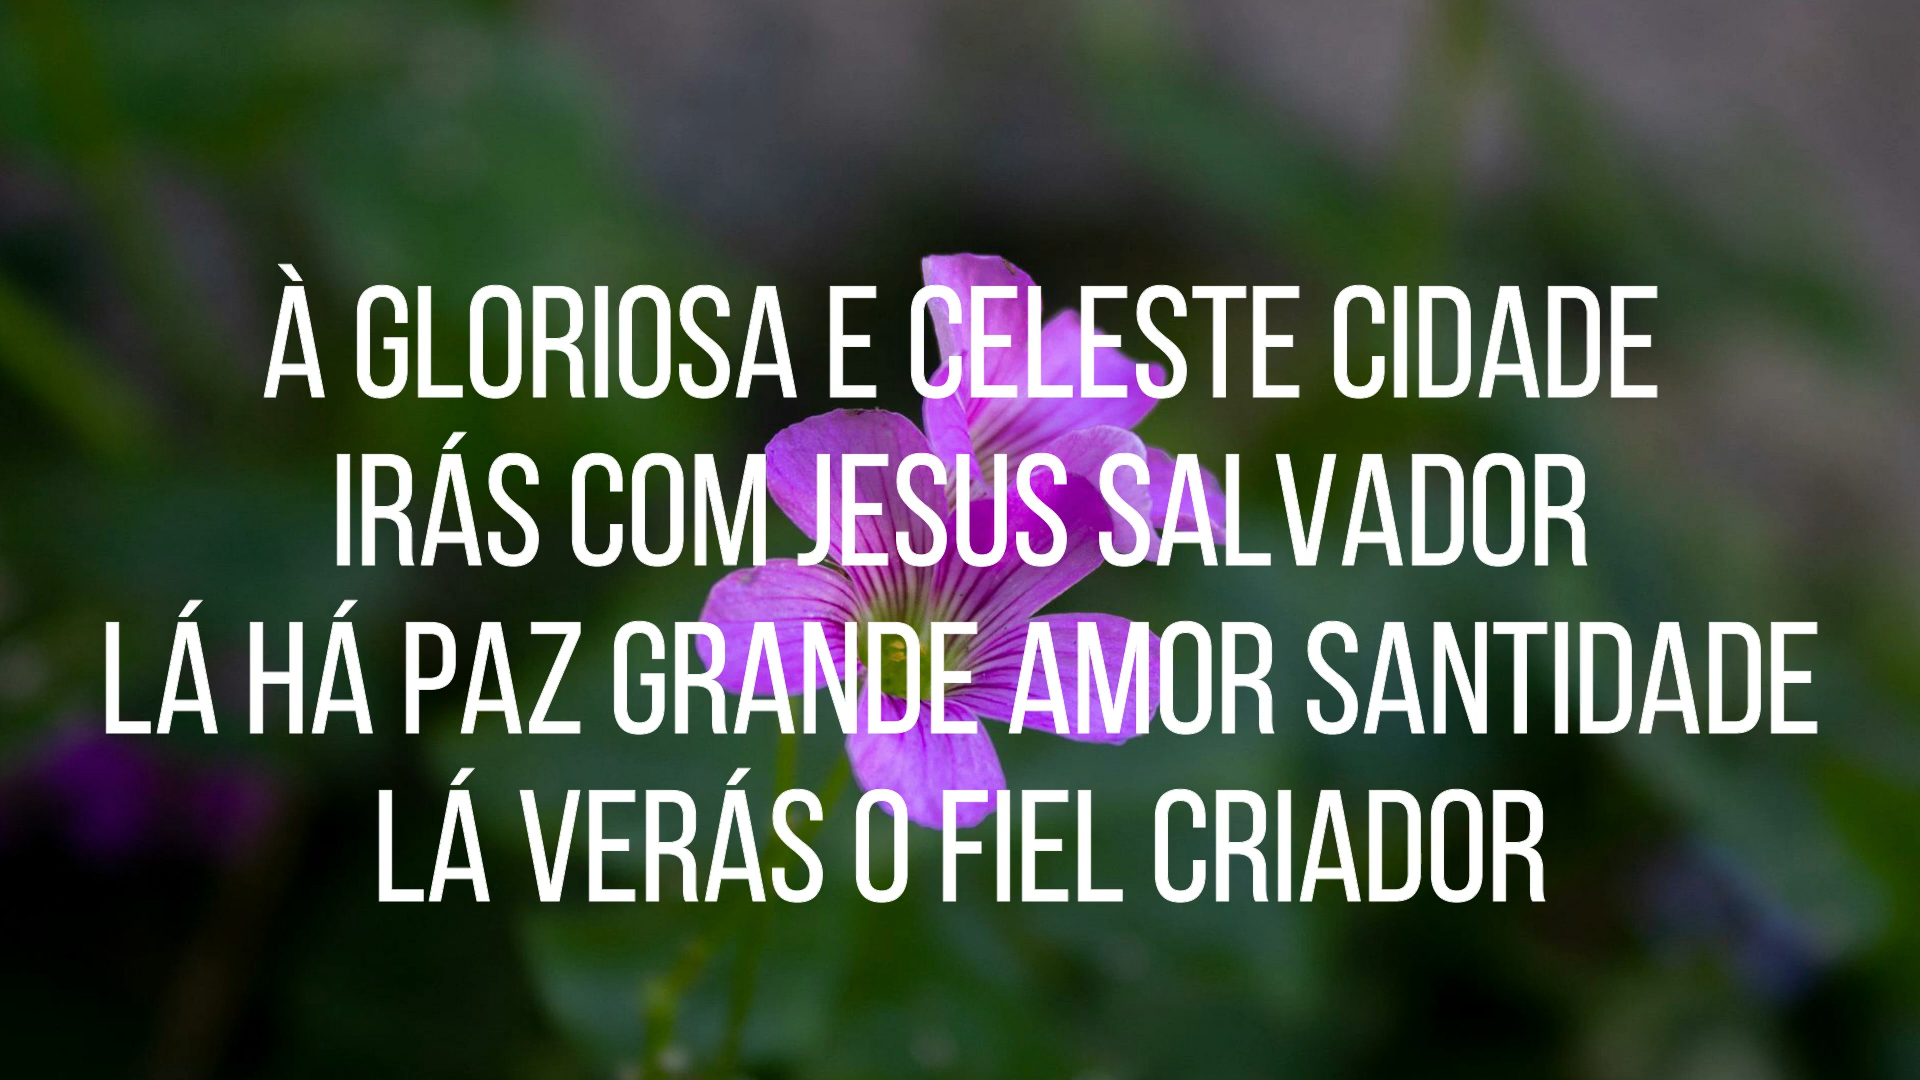 À GLORIOSA E CELESTE CIDADE
IRÁS COM JESUS SALVADOR
LÁ HÁ PAZ GRANDE AMOR SANTIDADE
LÁ VERÁS O FIEL CRIADOR